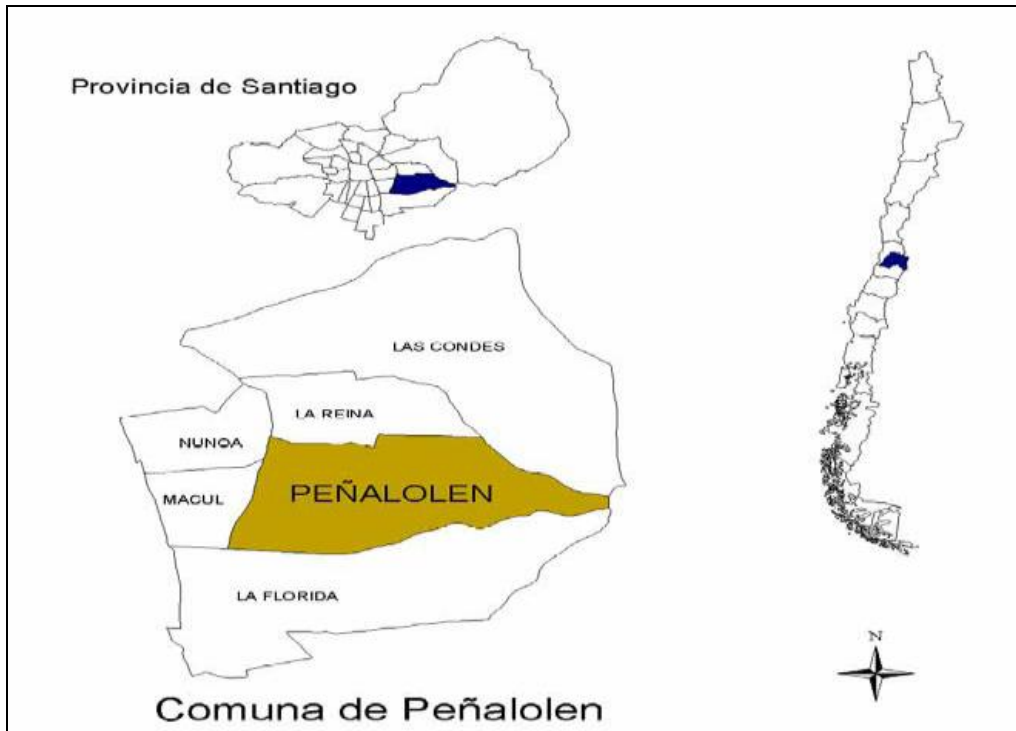 Provincia de Santiago
LAS CONDES
LA REINA
NUNOA
PEÑALOLEN
MACUL
LA FLORIDA
N
Comuna de Peñalolen